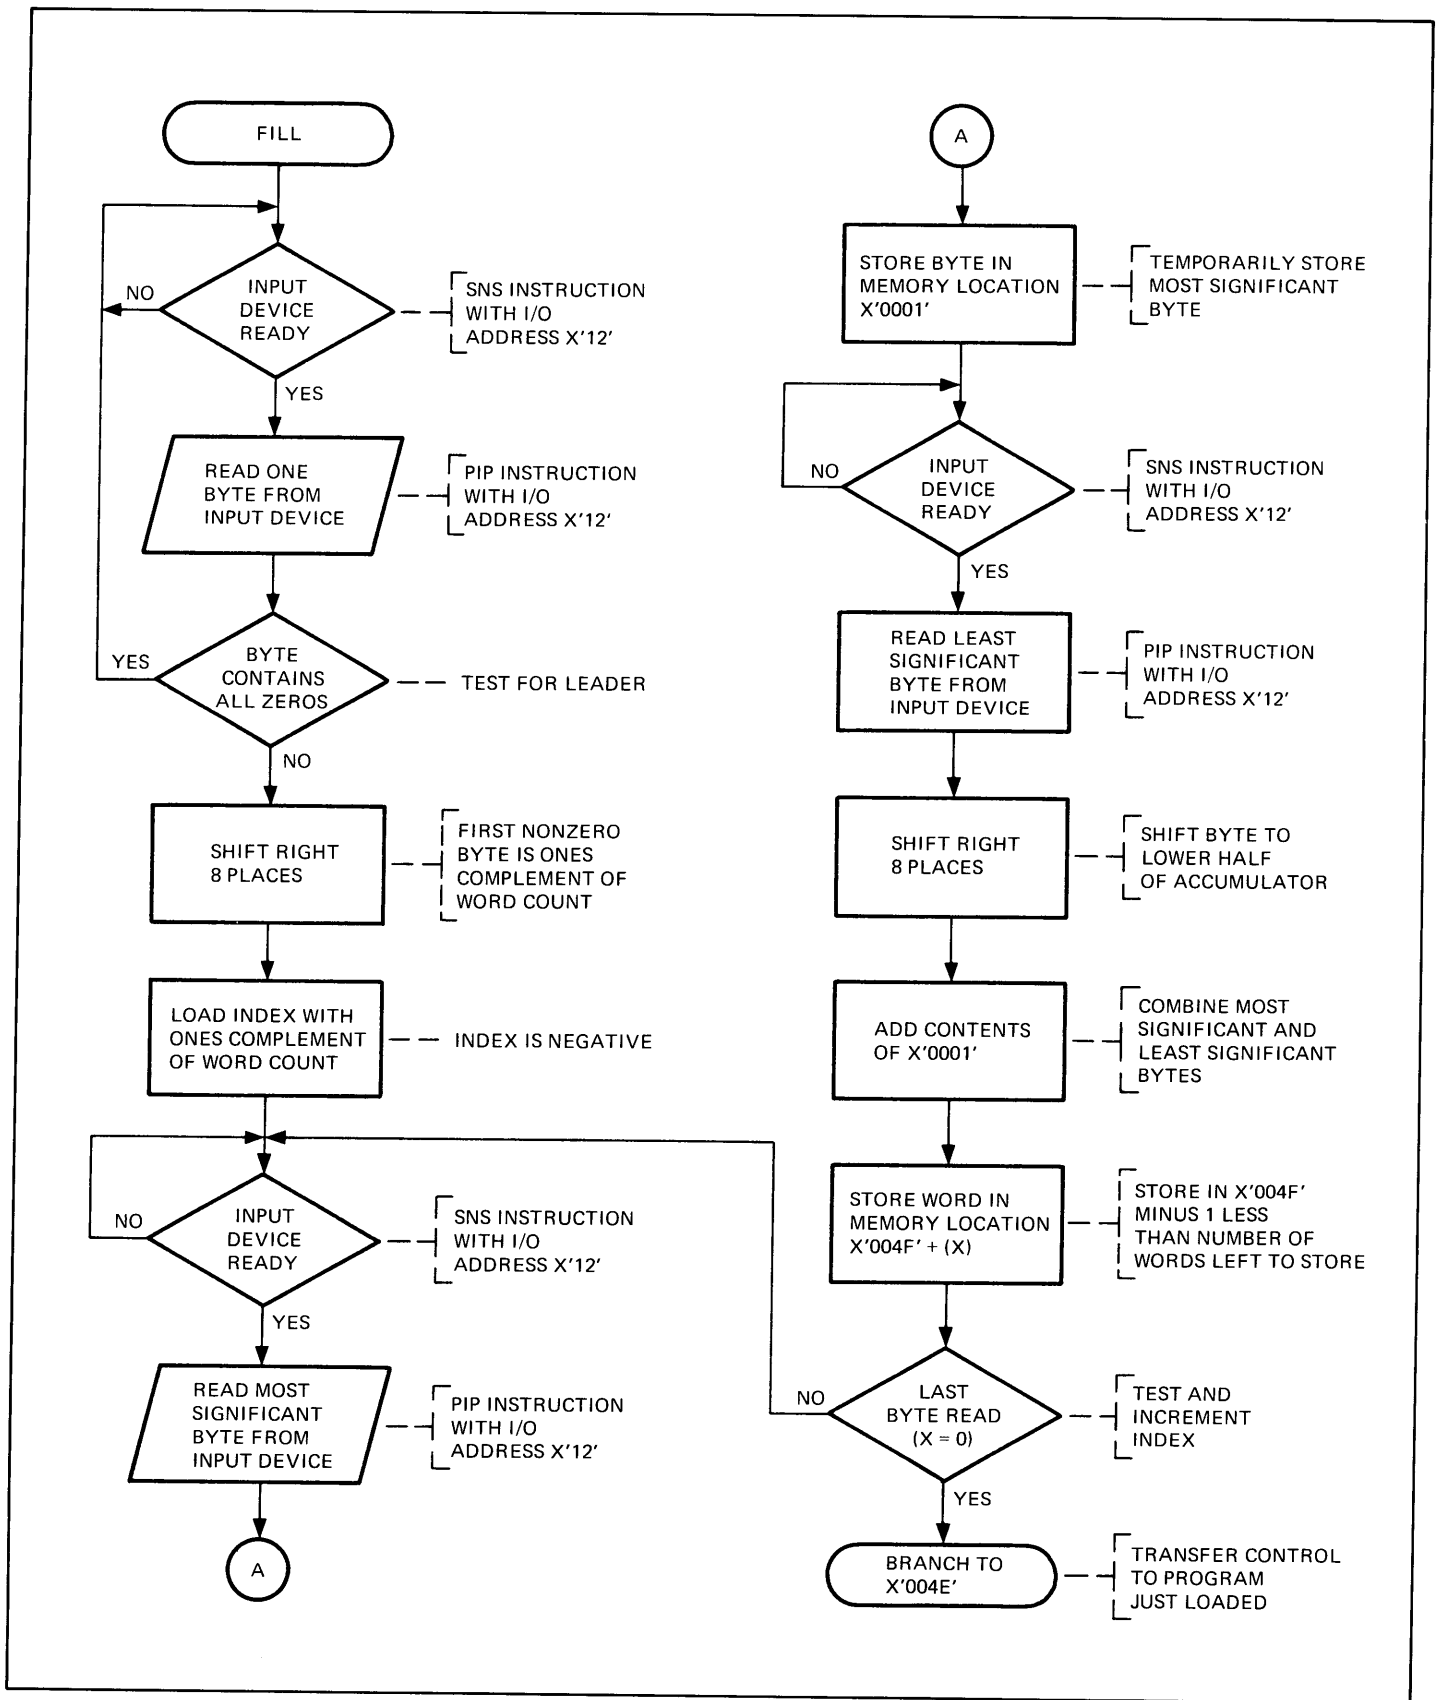 FILL
INPUT
DEVICE
READY
NO
YES
SNS INSTRUCTION
WITH I/O
ADDRESS X'12'
READ ONE
BYTE FROM
INPUT DEVICE
PIP INSTRUCTION
WITH I/O
ADDRESS X'12'
BYTE
CONTAINS
ALL ZEROS
YES
NO
TEST FOR LEADER
SHIFT RIGHT
8 PLACES
FIRST NONZERO
BYTE IS ONES
COMPLEMENT OF
WORD COUNT
LOAD INDEX WITH
ONES COMPLEMENT
OF WORD COUNT
INDEX IS NEGATIVE
INPUT
DEVICE
READY
NO
YES
SNS INSTRUCTION
WITH I/O
ADDRESS X'12'
READ MOST
SIGNIFICANT
BYTE FROM
INPUT DEVICE
PIP INSTRUCTION
WITH I/O
ADDRESS X'12'
A
A
STORE BYTE IN
MEMORY LOCATION
X'0001'
TEMPORARILY STORE
MOST SIGNIFICANT
BYTE
INPUT
DEVICE
READY
NO
YES
SNS INSTRUCTION
WITH I/O
ADDRESS X'12'
READ LEAST
SIGNIFICANT
BYTE FROM
INPUT DEVICE
PIP INSTRUCTION
WITH I/O
ADDRESS X'12'
SHIFT RIGHT
8 PLACES
SHIFT BYTE TO
LOWER HALF
OF ACCUMULATOR
ADD CONTENTS
OF X'0001'
COMBINE MOST
SIGNIFICANT AND
LEAST SIGNIFICANT
BYTES
STORE WORD IN
MEMORY LOCATION
X'004F' + (X)
STORE IN X'004F'
MINUS 1 LESS
THAN NUMBER OF
WORDS LEFT TO STORE
LAST
BYTE READ
(X = 0)
NO
YES
TEST AND
INCREMENT
INDEX
BRANCH TO
X'004E'
TRANSFER CONTROL
TO PROGRAM
JUST LOADED